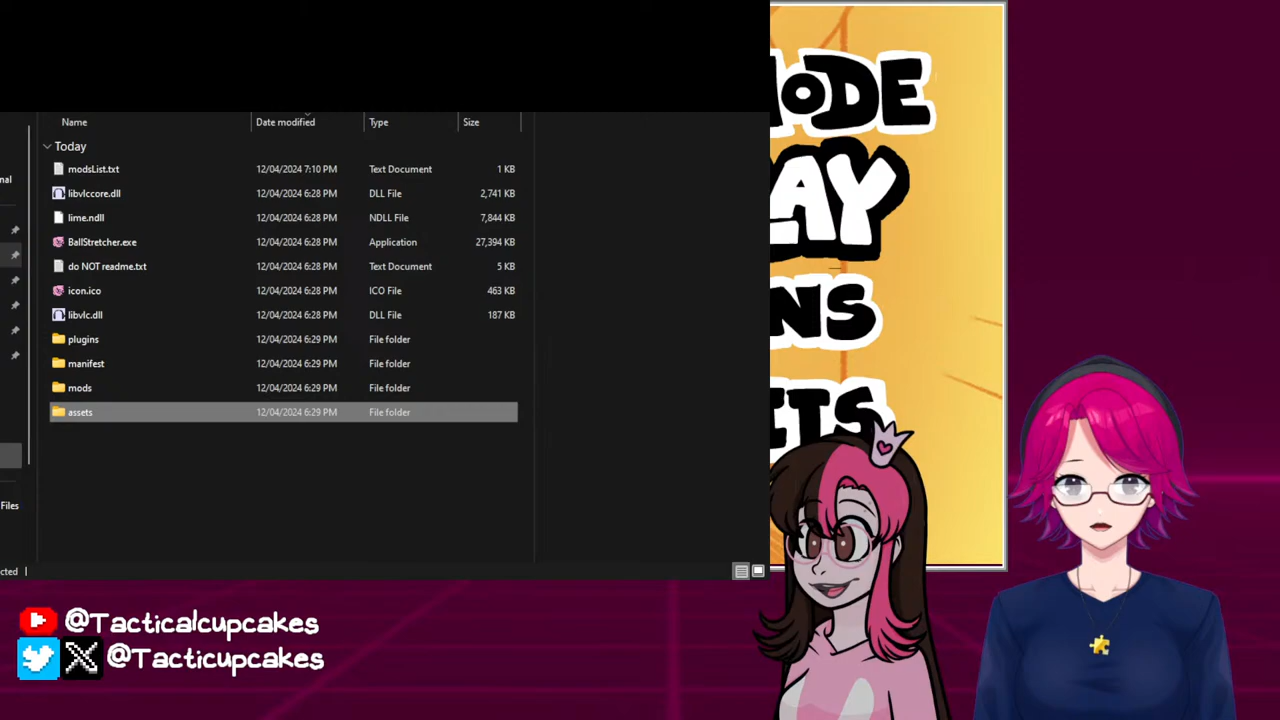 Name Date modified Type Size
Today
modsList.txt 12/04/2024 7:10 PM Text Document 1 KB
libvlccore.dll 12/04/2024 6:28 PM DLL File 2,741 KB
lime.ndll 12/04/2024 6:28 PM NDLL File 7,844 KB
BallStretcher.exe 12/04/2024 6:28 PM Application 27,394 KB
do NOT readme.txt 12/04/2024 6:28 PM Text Document 5 KB
icon.ico 12/04/2024 6:28 PM ICO File 463 KB
libvlc.dll 12/04/2024 6:28 PM DLL File 187 KB
plugins 12/04/2024 6:29 PM File folder
manifest 12/04/2024 6:29 PM File folder
mods 12/04/2024 6:29 PM File folder
assets 12/04/2024 6:29 PM File folder
nal
Files
cted
ODE
AY
NS
ITS
@Tacticalcupcakes
@Tacticupcakes